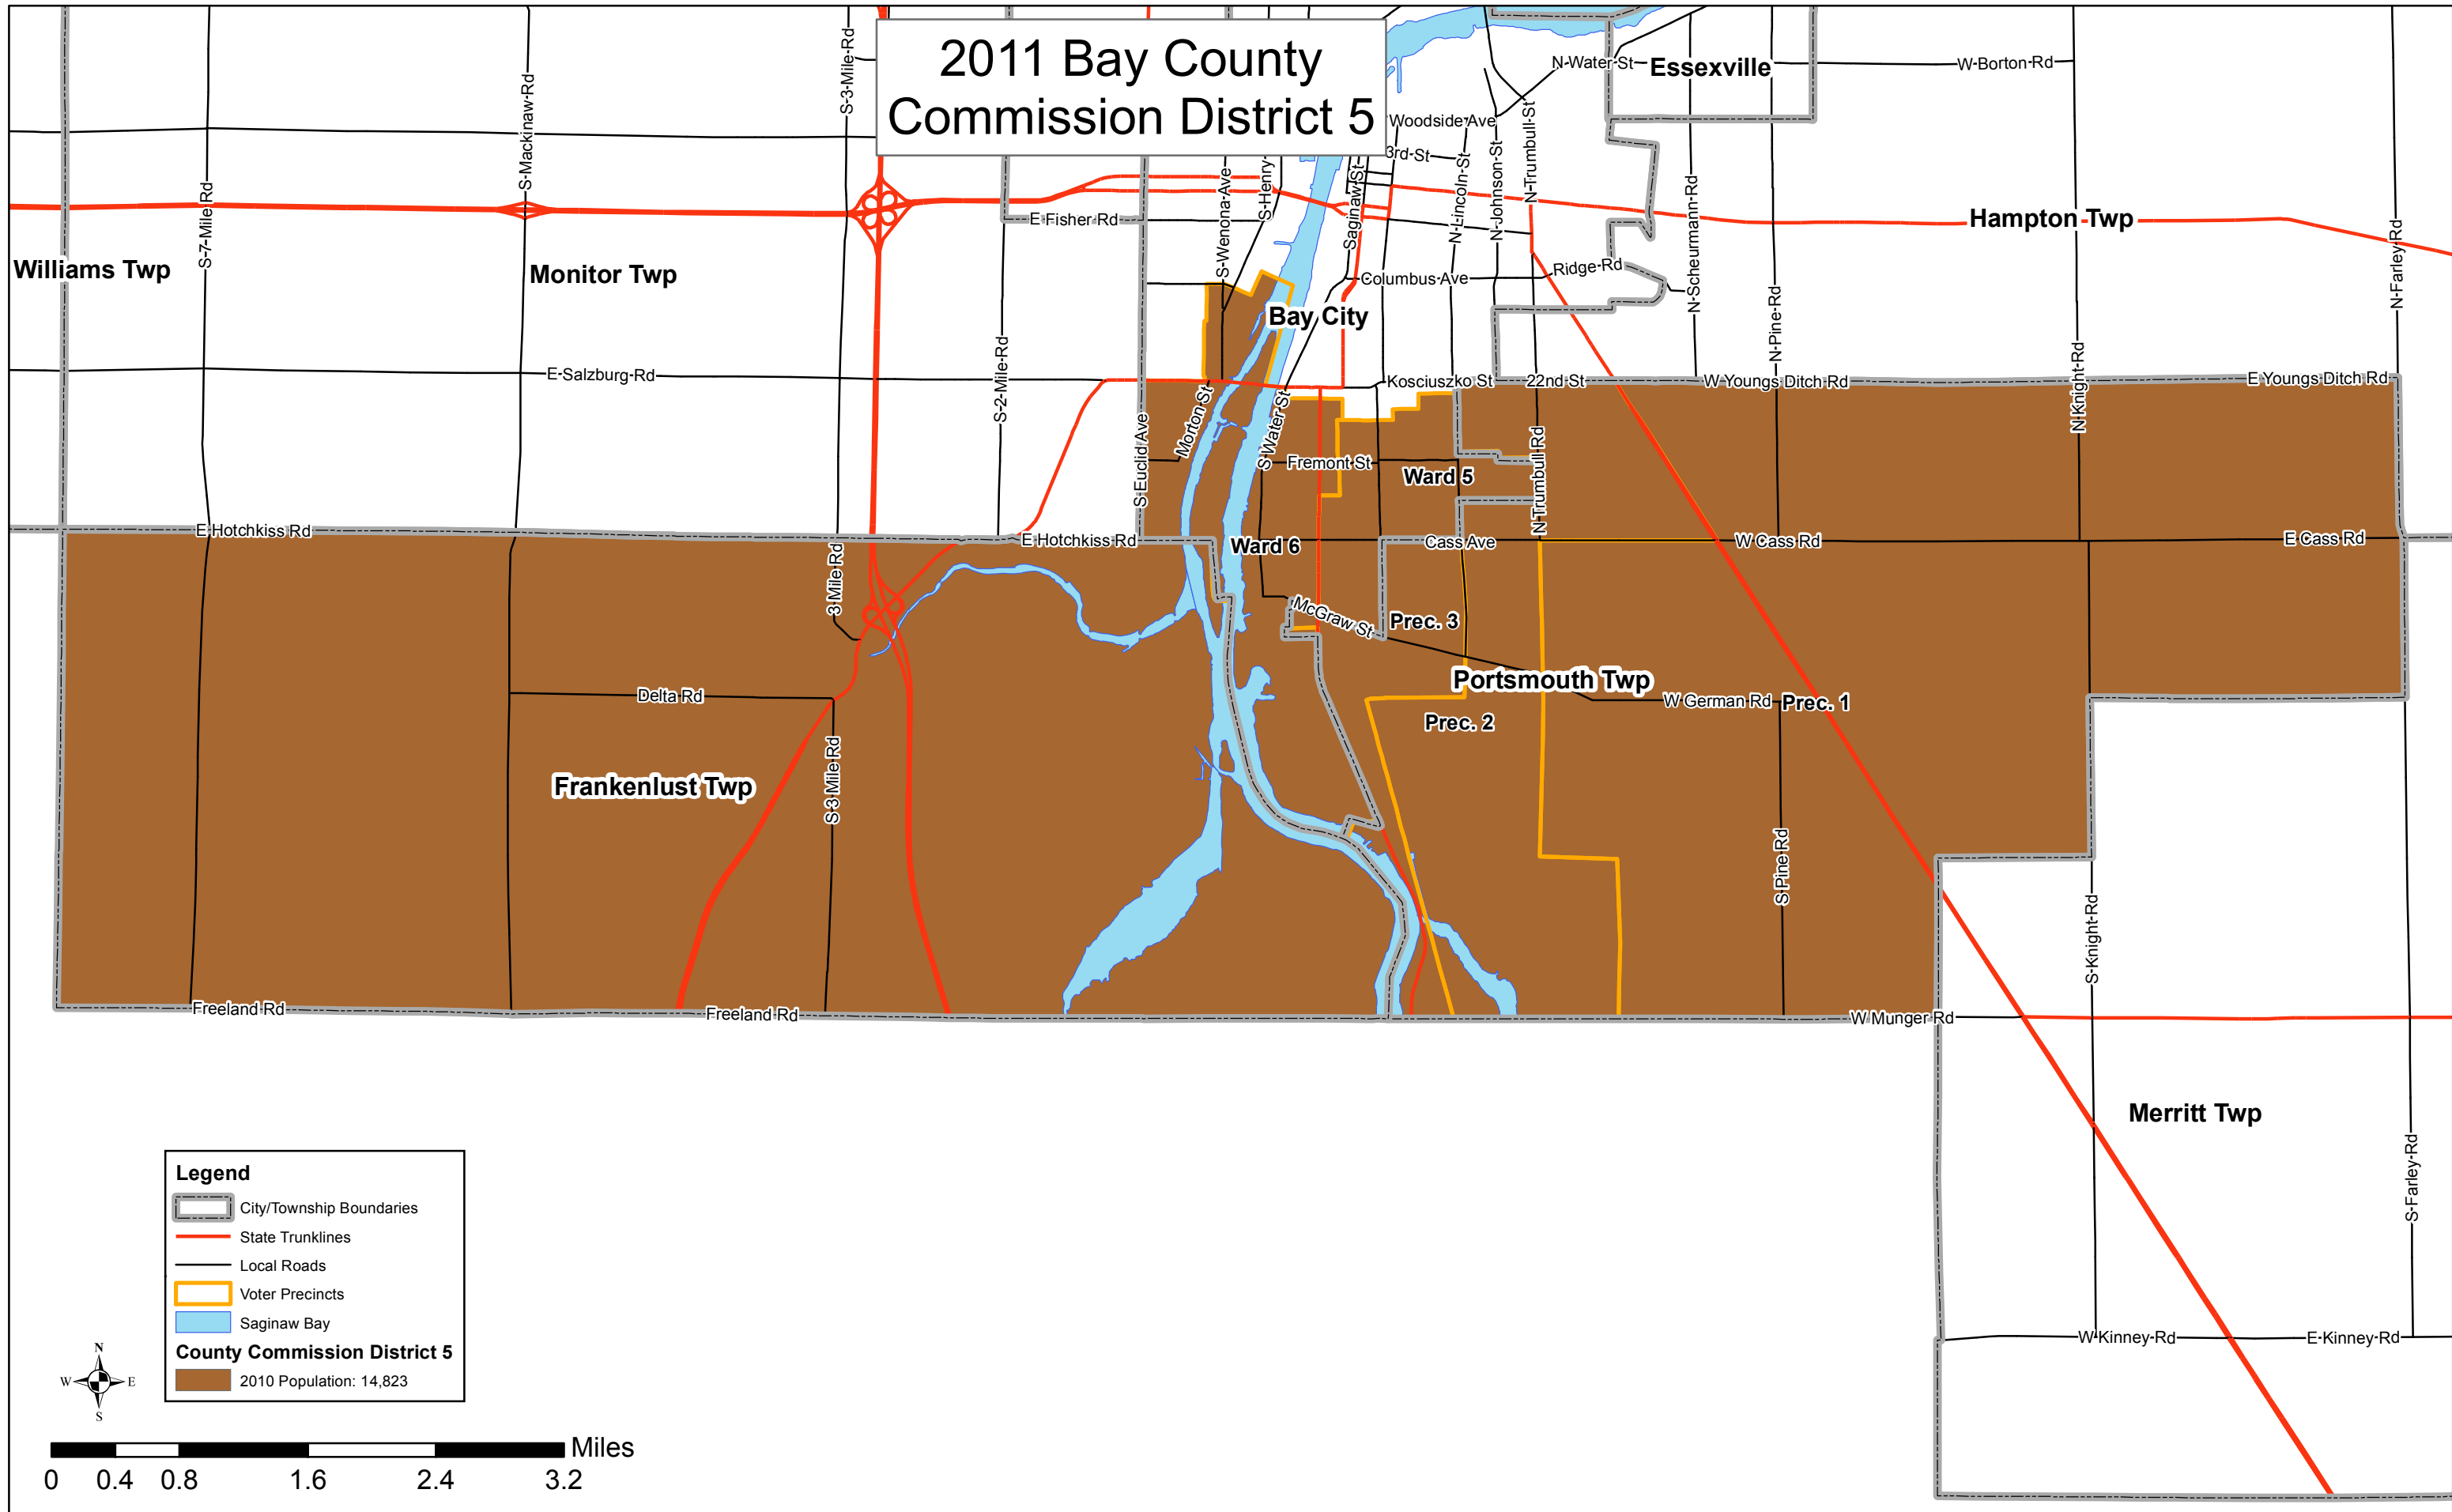 2011 Bay County
Commission District 5
S-3-Mile-Rd
N-Water-St
Essexville
W-Borton-Rd
S-Mackinaw-Rd
Woodside Ave
N-Trumbull-St
3rd-St
S-7-Mile Rd
S-Wenona-Ave
S-Henry-
Saginaw St
N-Lincoln-St
N-Johnson-St
N-Scheurmann-Rd
E Fisher Rd
Hampton Twp
N-Farley-Rd
Williams Twp
Monitor Twp
Columbus Ave
Ridge-Rd
Bay City
N-Pine-Rd
E-Salzburg-Rd
S-2-Mile-Rd
Kosciuszko St
22nd St
W Youngs Ditch Rd
N-Knight-Rd
E Youngs Ditch Rd
Morton St
S Euclid Ave
S Water St
Fremont St
Ward 5
N Trumbull Rd
E Hotchkiss Rd
E Hotchkiss Rd
Ward 6
Cass Ave
W Cass Rd
E Cass Rd
3 Mile Rd
McGraw St
Prec. 3
Portsmouth Twp
Delta Rd
W German Rd
Prec. 1
Prec. 2
Frankenlust Twp
S-3 Mile Rd
S Pine Rd
S-Knight-Rd
Freeland Rd
Freeland Rd
W Munger Rd
Merritt Twp
S-Farley-Rd
W-Kinney-Rd
E-Kinney-Rd
Legend
City/Township Boundaries
State Trunklines
Local Roads
Voter Precincts
Saginaw Bay
County Commission District 5
2010 Population: 14,823
N
W
E
S
Miles
0 0.4 0.8 1.6 2.4 3.2